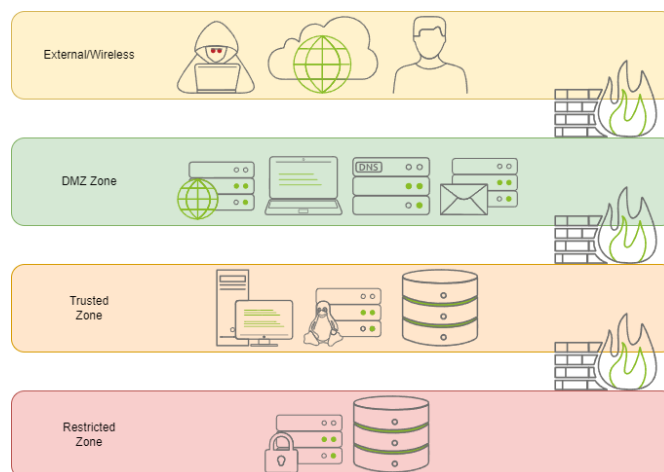 External/Wireless
DMZ Zone
DNS
Trusted
Zone
Restricted
Zone